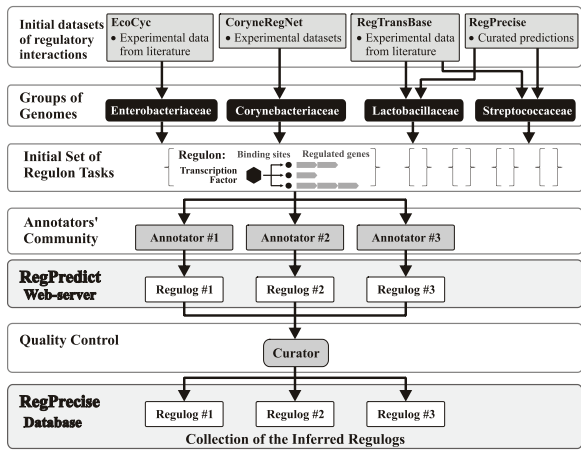 Initial datasets
of regulatory
interactions
EcoCyc
• Experimental data
from literature
CoryneRegNet
• Experimental datasets
RegTransBase
• Experimental data
from literature
RegPrecise
• Curated predictions
Groups of
Genomes
Enterobacteriaceae
Corynebacteriaceae
Lactobacillaceae
Streptococcaceae
Initial Set of
Regulon Tasks
Regulon:
Binding sites
Regulated genes
Transcription
Factor
Annotators'
Community
Annotator #1
Annotator #2
Annotator #3
RegPredict
Web-server
Regulog #1
Regulog #2
Regulog #3
Quality Control
Curator
RegPrecise
Database
Regulog #1
Regulog #2
Regulog #3
Collection of the Inferred Regulogs